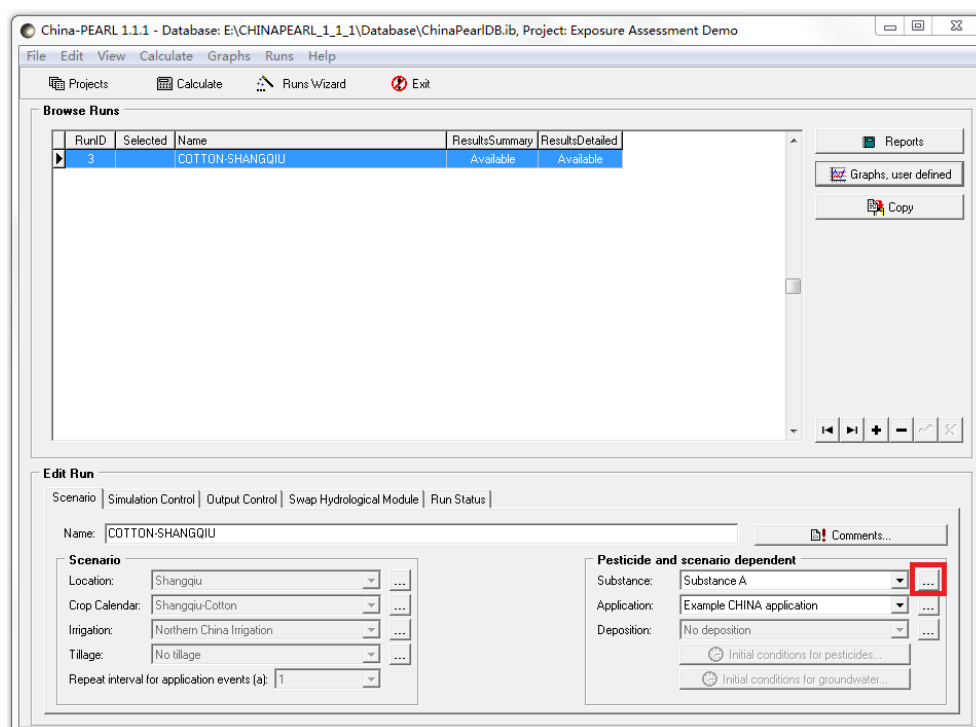 China-PEARL 1.1.1 - Database: E:\CHINAPEARL_1_1_1\Database\ChinaPearlDB.ib, Project: Exposure Assessment Demo
File Edit View Calculate Graphs Runs Help
Projects Calculate Runs Wizard Exit
Browse Runs
RunID Selected Name ResultsSummary ResultsDetailed
3 COTTON-SHANGQIU Available Available
Reports
Graphs, user defined
Copy
Edit Run
Scenario Simulation Control Output Control Swap Hydrological Module Run Status
Name: COTTON-SHANGQIU Comments...
Scenario Pesticide and scenario dependent
Location: Shangqiu ... Substance: Substance A ...
Crop Calendar: Shangqiu-Cotton ... Application: Example CHINA application ...
Irrigation: Northern China Irrigation ... Deposition: No deposition ...
Tillage: No tillage ... Initial conditions for pesticides...
Repeat interval for application events (a): 1 Initial conditions for groundwater...